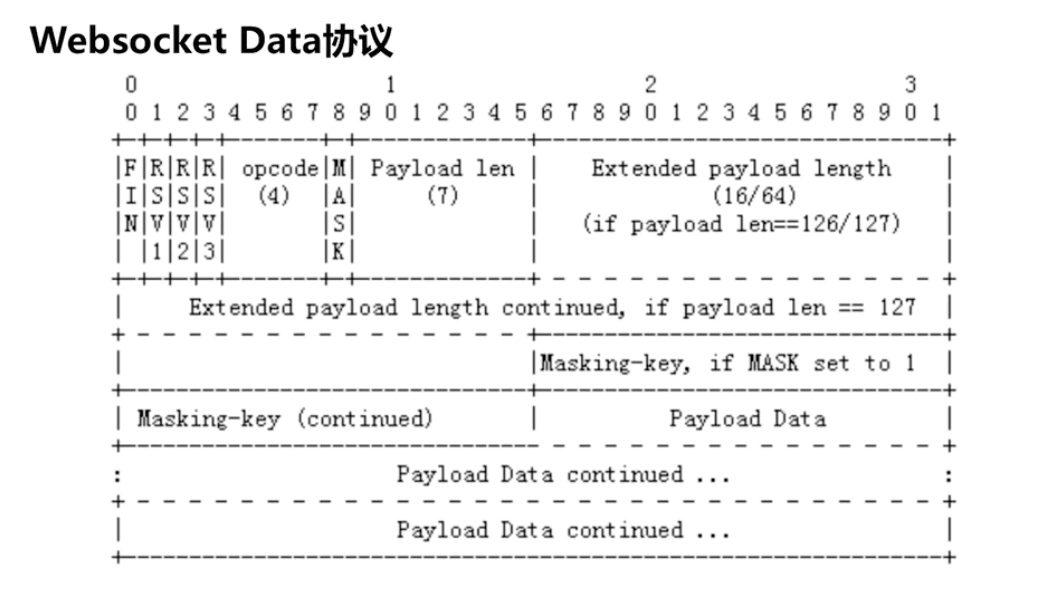 Websocket Data协议
 0                   1                   2                   3
 0 1 2 3 4 5 6 7 8 9 0 1 2 3 4 5 6 7 8 9 0 1 2 3 4 5 6 7 8 9 0 1
+-+-+-+-+-------+-+-------------+-------------------------------+
|F|R|R|R| opcode|M| Payload len |    Extended payload length    |
|I|S|S|S|  (4)  |A|     (7)     |             (16/64)           |
|N|V|V|V|       |S|             |   (if payload len==126/127)   |
| |1|2|3|       |K|             |                               |
+-+-+-+-+-------+-+-------------+ - - - - - - - - - - - - - - - +
|     Extended payload length continued, if payload len == 127  |
+ - - - - - - - - - - - - - - - +-------------------------------+
|                               |Masking-key, if MASK set to 1  |
+-------------------------------+-------------------------------+
| Masking-key (continued)       |          Payload Data         |
+-------------------------------- - - - - - - - - - - - - - - - +
:                     Payload Data continued ...                :
+ - - - - - - - - - - - - - - - - - - - - - - - - - - - - - - - +
|                     Payload Data continued ...                |
+---------------------------------------------------------------+